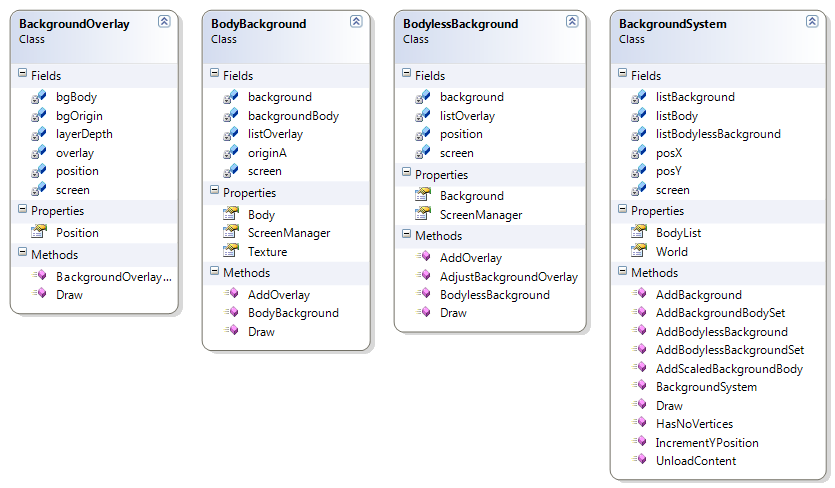 BackgroundOverlay
Class
Fields
bgBody
bgOrigin
layerDepth
overlay
position
screen
Properties
Position
Methods
BackgroundOverlay...
Draw
BodyBackground
Class
Fields
background
backgroundBody
listOverlay
originA
screen
Properties
Body
ScreenManager
Texture
Methods
AddOverlay
BodyBackground
Draw
BodylessBackground
Class
Fields
background
listOverlay
position
screen
Properties
Background
ScreenManager
Methods
AddOverlay
AdjustBackgroundOverlay
BodylessBackground
Draw
BackgroundSystem
Class
Fields
listBackground
listBody
listBodylessBackground
posX
posY
screen
Properties
BodyList
World
Methods
AddBackground
AddBackgroundBodySet
AddBodylessBackground
AddBodylessBackgroundSet
AddScaledBackgroundBody
BackgroundSystem
Draw
HasNoVertices
IncrementYPosition
UnloadContent